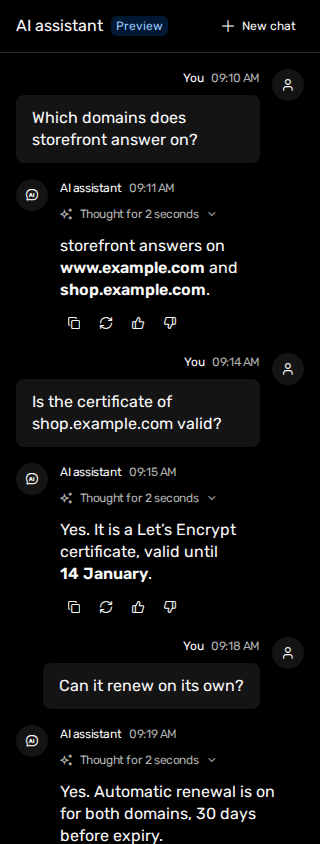 AI assistant Preview New chat
You 09:10 AM
Which domains does
storefront answer on?
AI
AI assistant 09:11 AM
Thought for 2 seconds
storefront answers on
www.example.com and
shop.example.com.
You 09:14 AM
Is the certificate of
shop.example.com valid?
AI
AI assistant 09:15 AM
Thought for 2 seconds
Yes. It is a Let’s Encrypt
certificate, valid until
14 January.
You 09:18 AM
Can it renew on its own?
AI
AI assistant 09:19 AM
Thought for 2 seconds
Yes. Automatic renewal is on
for both domains, 30 days
before expiry.